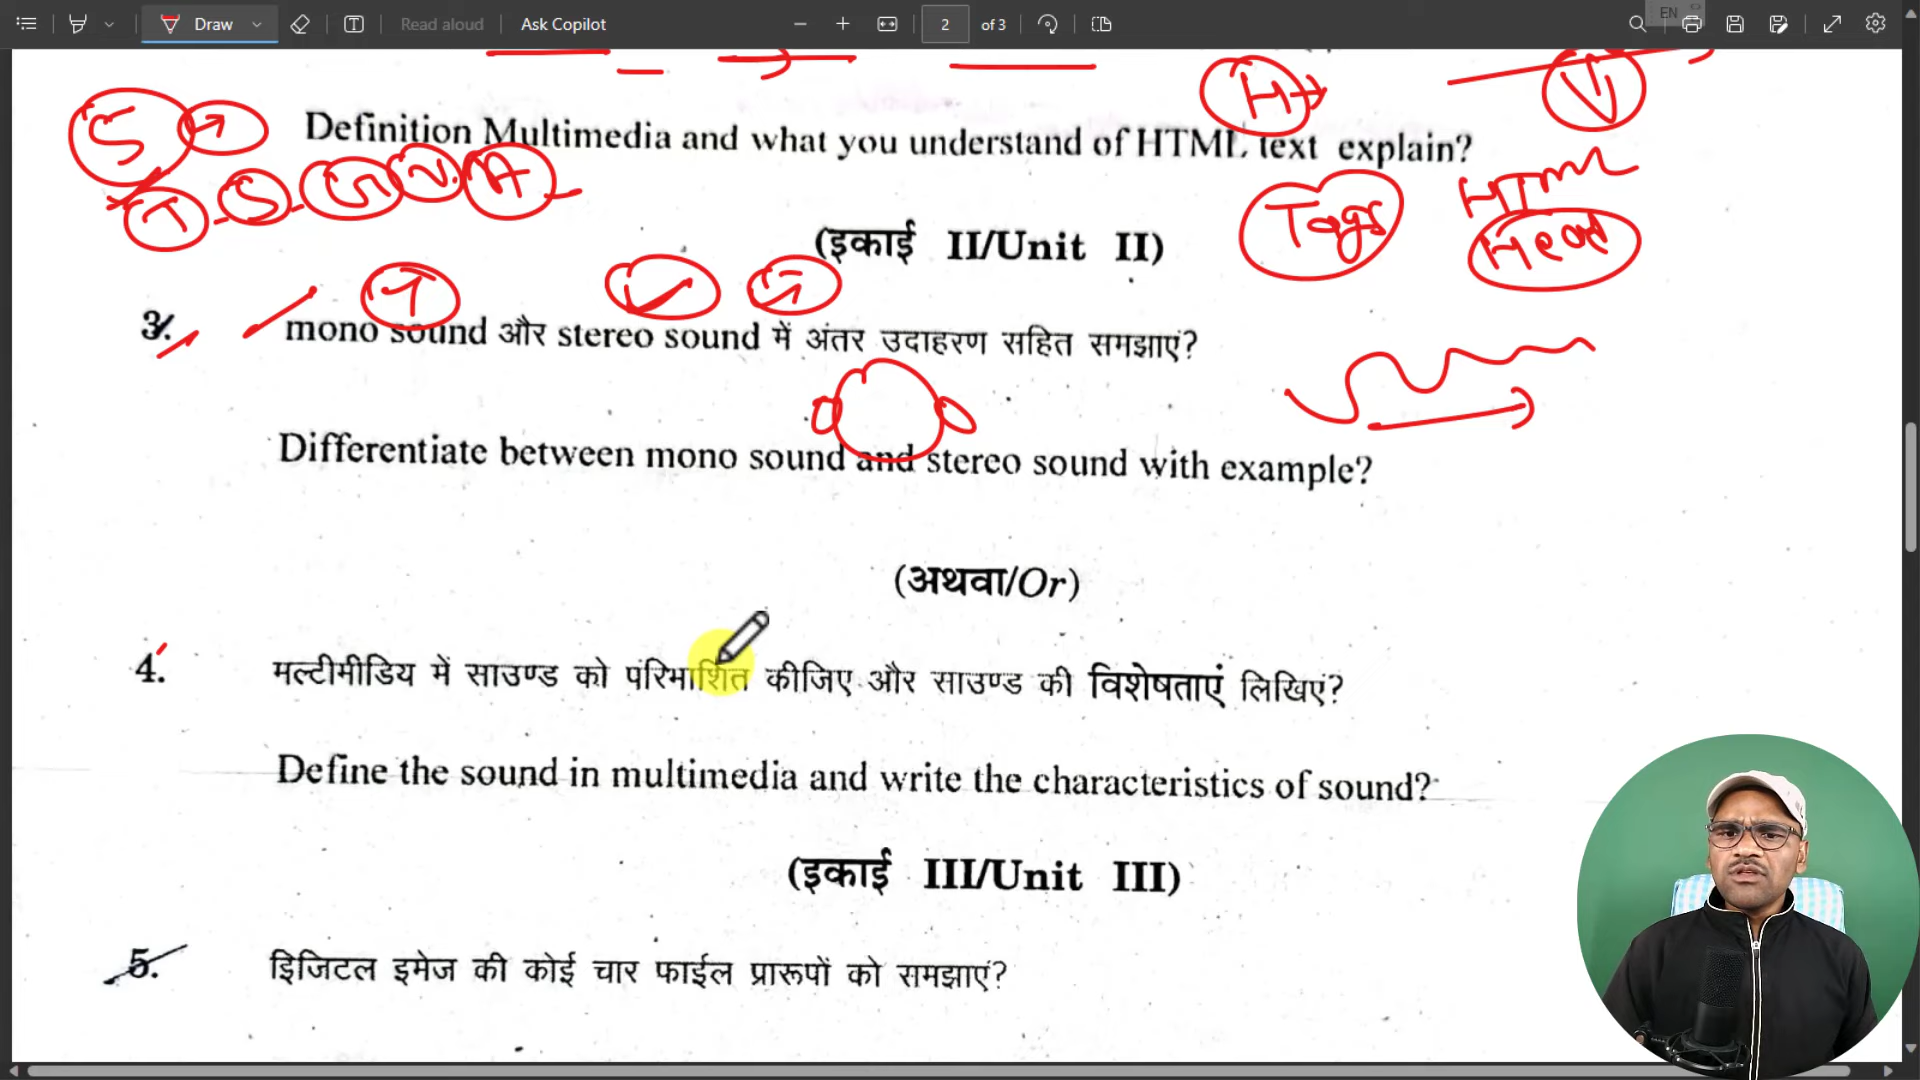 Draw
Read aloud
Ask Copilot
2
of 3
EN
H
V
S
Definition Multimedia and what you understand of HTML text explain?
T S G V A
Tags
HTML
Head
(इकाई II/Unit II)
T
3.
mono sound और stereo sound में अंतर उदाहरण सहित समझाएं?
Differentiate between mono sound and stereo sound with example?
(अथवा/Or)
4.
मल्टीमीडिय में साउण्ड को परिभाशित कीजिए और साउण्ड की विशेषताएं लिखिएं?
Define the sound in multimedia and write the characteristics of sound?
(इकाई III/Unit III)
5.
डिजिटल इमेज की कोई चार फाईल प्रारूपों को समझाएं?